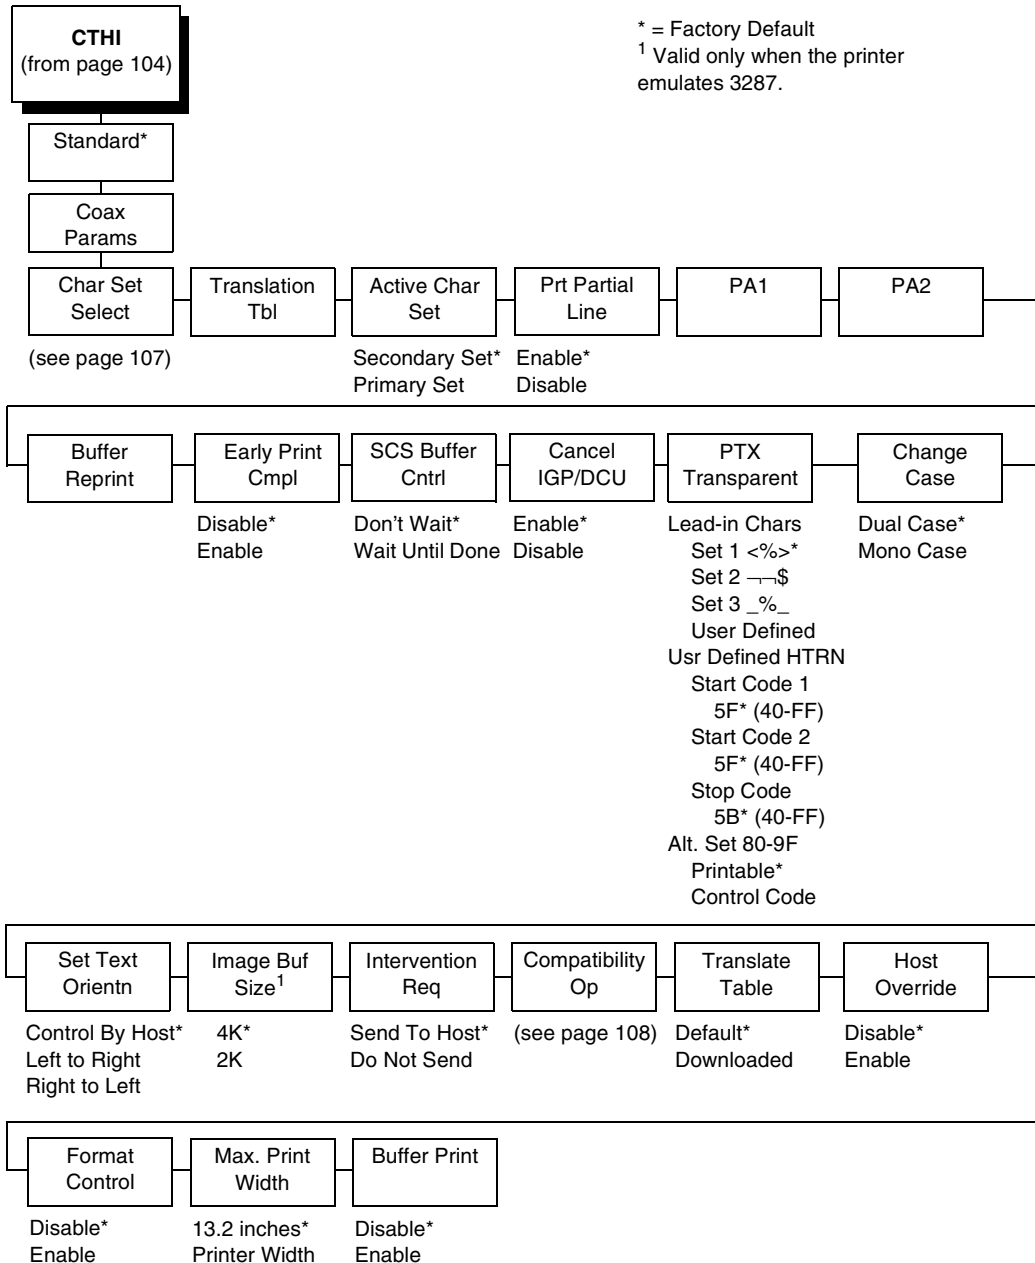 CTHI
(from page 104)
* = Factory Default
1 Valid only when the printer
emulates 3287.
Standard*
Coax
Params
Char Set
Select
Translation
Tbl
Active Char
Set
Prt Partial
Line
PA1
PA2
(see page 107)
Secondary Set*
Primary Set
Enable*
Disable
Buffer
Reprint
Early Print
Cmpl
SCS Buffer
Cntrl
Cancel
IGP/DCU
PTX
Transparent
Change
Case
Disable*
Enable
Don't Wait*
Wait Until Done
Enable*
Disable
Lead-in Chars
Set 1 <%>*
Set 2 ¬¬$
Set 3 _%_
User Defined
Usr Defined HTRN
Start Code 1
5F* (40-FF)
Start Code 2
5F* (40-FF)
Stop Code
5B* (40-FF)
Alt. Set 80-9F
Printable*
Control Code
Dual Case*
Mono Case
Set Text
Orientn
Image Buf
Size1
Intervention
Req
Compatibility
Op
Translate
Table
Host
Override
Control By Host*
Left to Right
Right to Left
4K*
2K
Send To Host*
Do Not Send
(see page 108)
Default*
Downloaded
Disable*
Enable
Format
Control
Max. Print
Width
Buffer Print
Disable*
Enable
13.2 inches*
Printer Width
Disable*
Enable